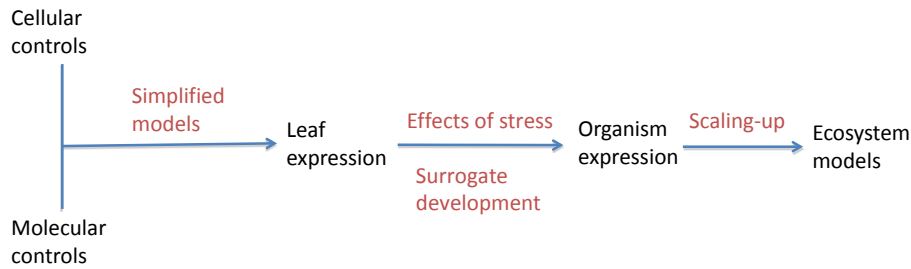 Cellular
controls
Simplified
models
Leaf
expression
Effects of stress
Surrogate
development
Organism
expression
Scaling-up
Ecosystem
models
Molecular
controls